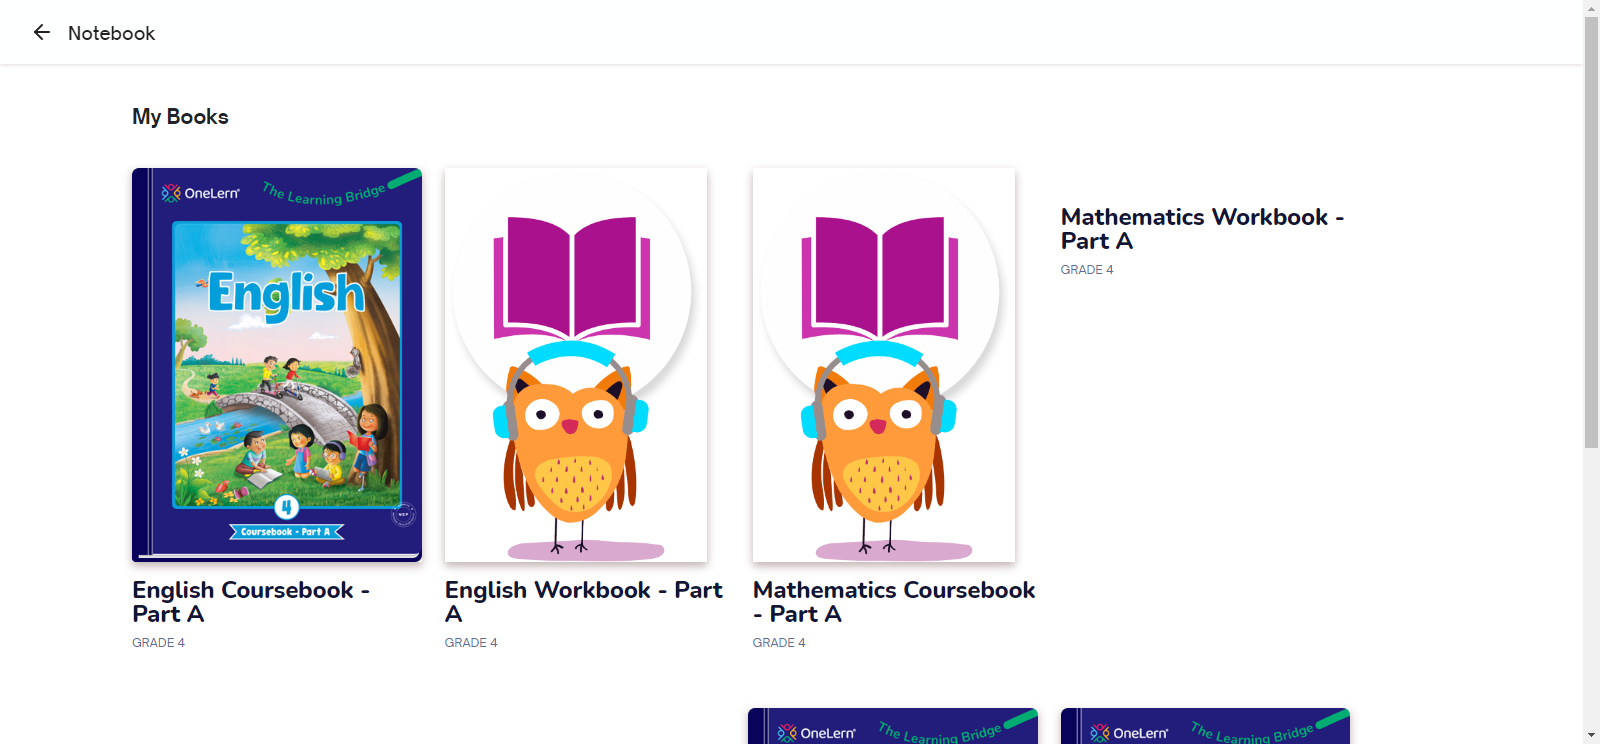 Notebook
My Books
OneLern
The Learning Bridge
English
4
Coursebook - Part A
NEP
English Coursebook -
Part A
GRADE 4
English Workbook - Part
A
GRADE 4
Mathematics Coursebook
- Part A
GRADE 4
Mathematics Workbook -
Part A
GRADE 4
OneLern
The Learning Bridge
OneLern
The Learning Bridge